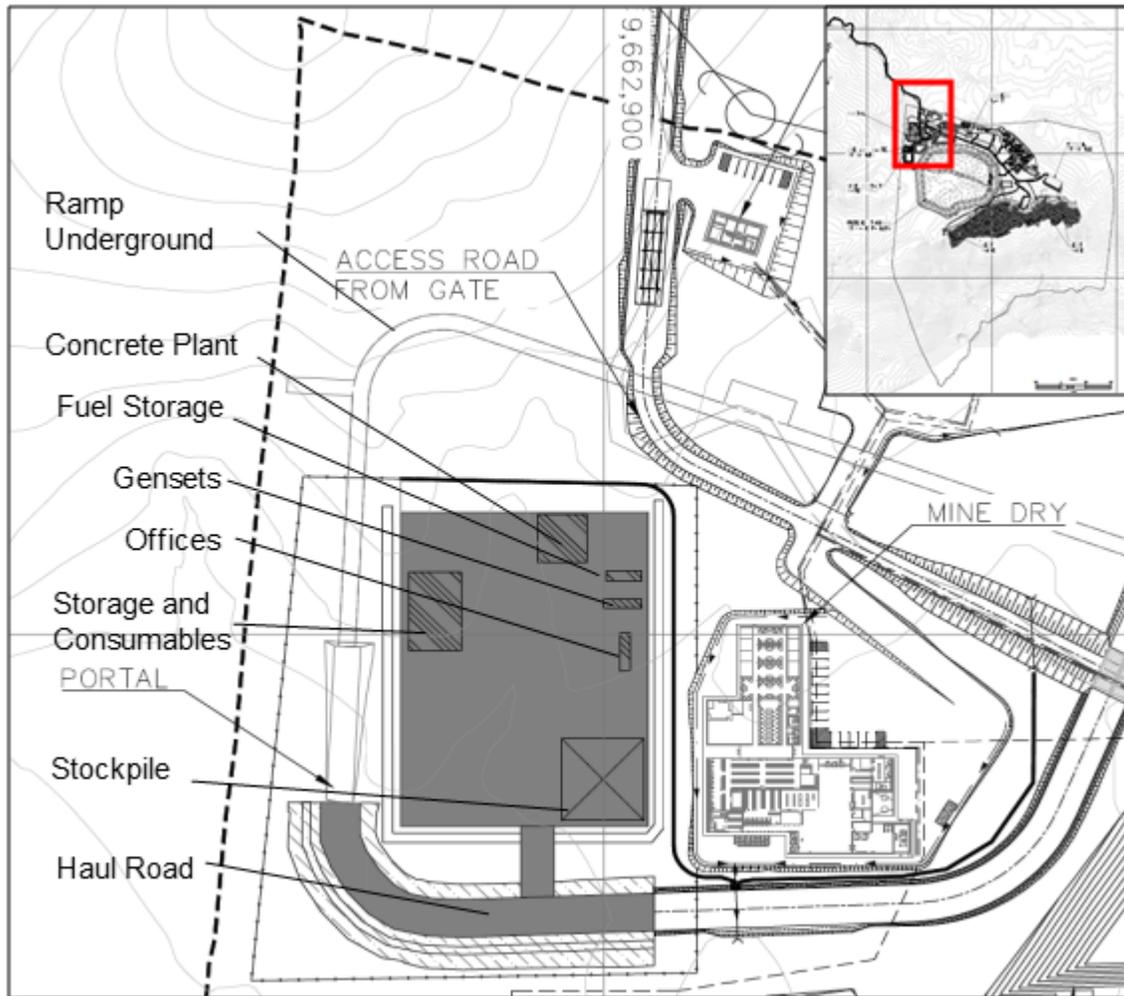 9,662,900
Ramp
Underground
ACCESS ROAD
FROM GATE
Concrete Plant
Fuel Storage
Gensets
MINE DRY
Offices
Storage and
Consumables
PORTAL
Stockpile
Haul Road